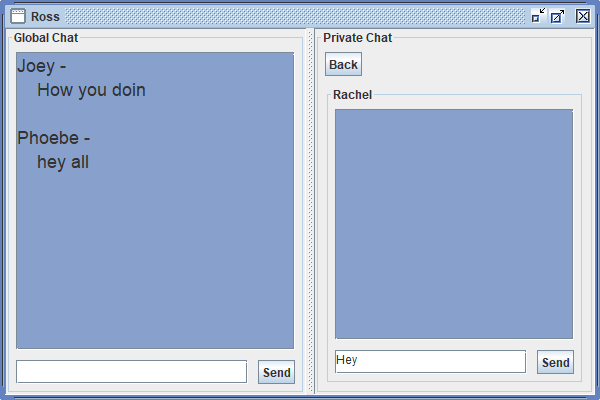 Ross
Global Chat
Joey -
How you doin
Phoebe -
hey all
Send
Private Chat
Back
Rachel
Hey
Send